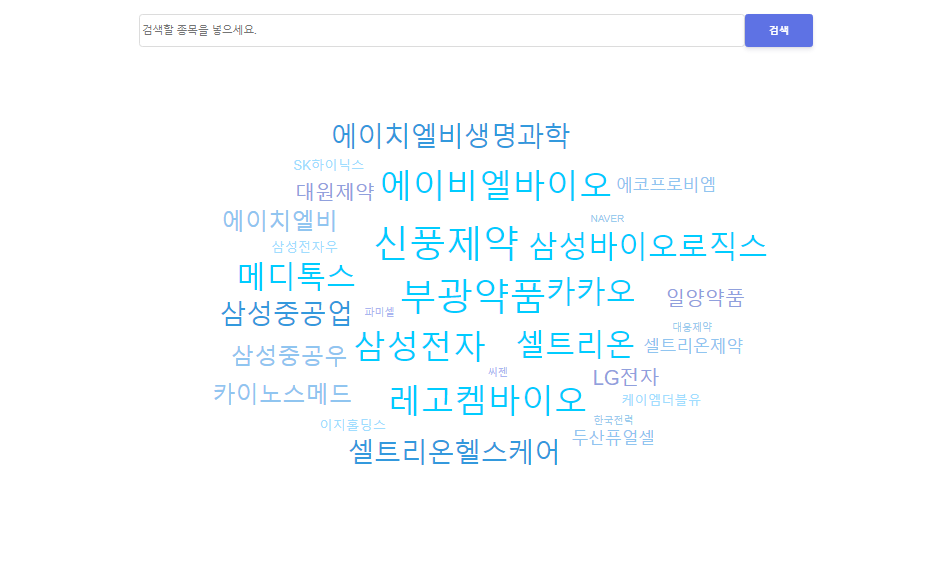 검색할 종목을 넣으세요.
검색
에이치엘비생명과학
SK하이닉스
대원제약
에이비엘바이오
에코프로비엠
에이치엘비
NAVER
삼성전자우
신풍제약
삼성바이오로직스
메디톡스
부광약품
카카오
일양약품
삼성중공업
파미셀
대웅제약
삼성중공우
삼성전자
셀트리온
셀트리온제약
씨젠
LG전자
카이노스메드
레고켐바이오
케이엠더블유
이지홀딩스
한국전력
두산퓨얼셀
셀트리온헬스케어